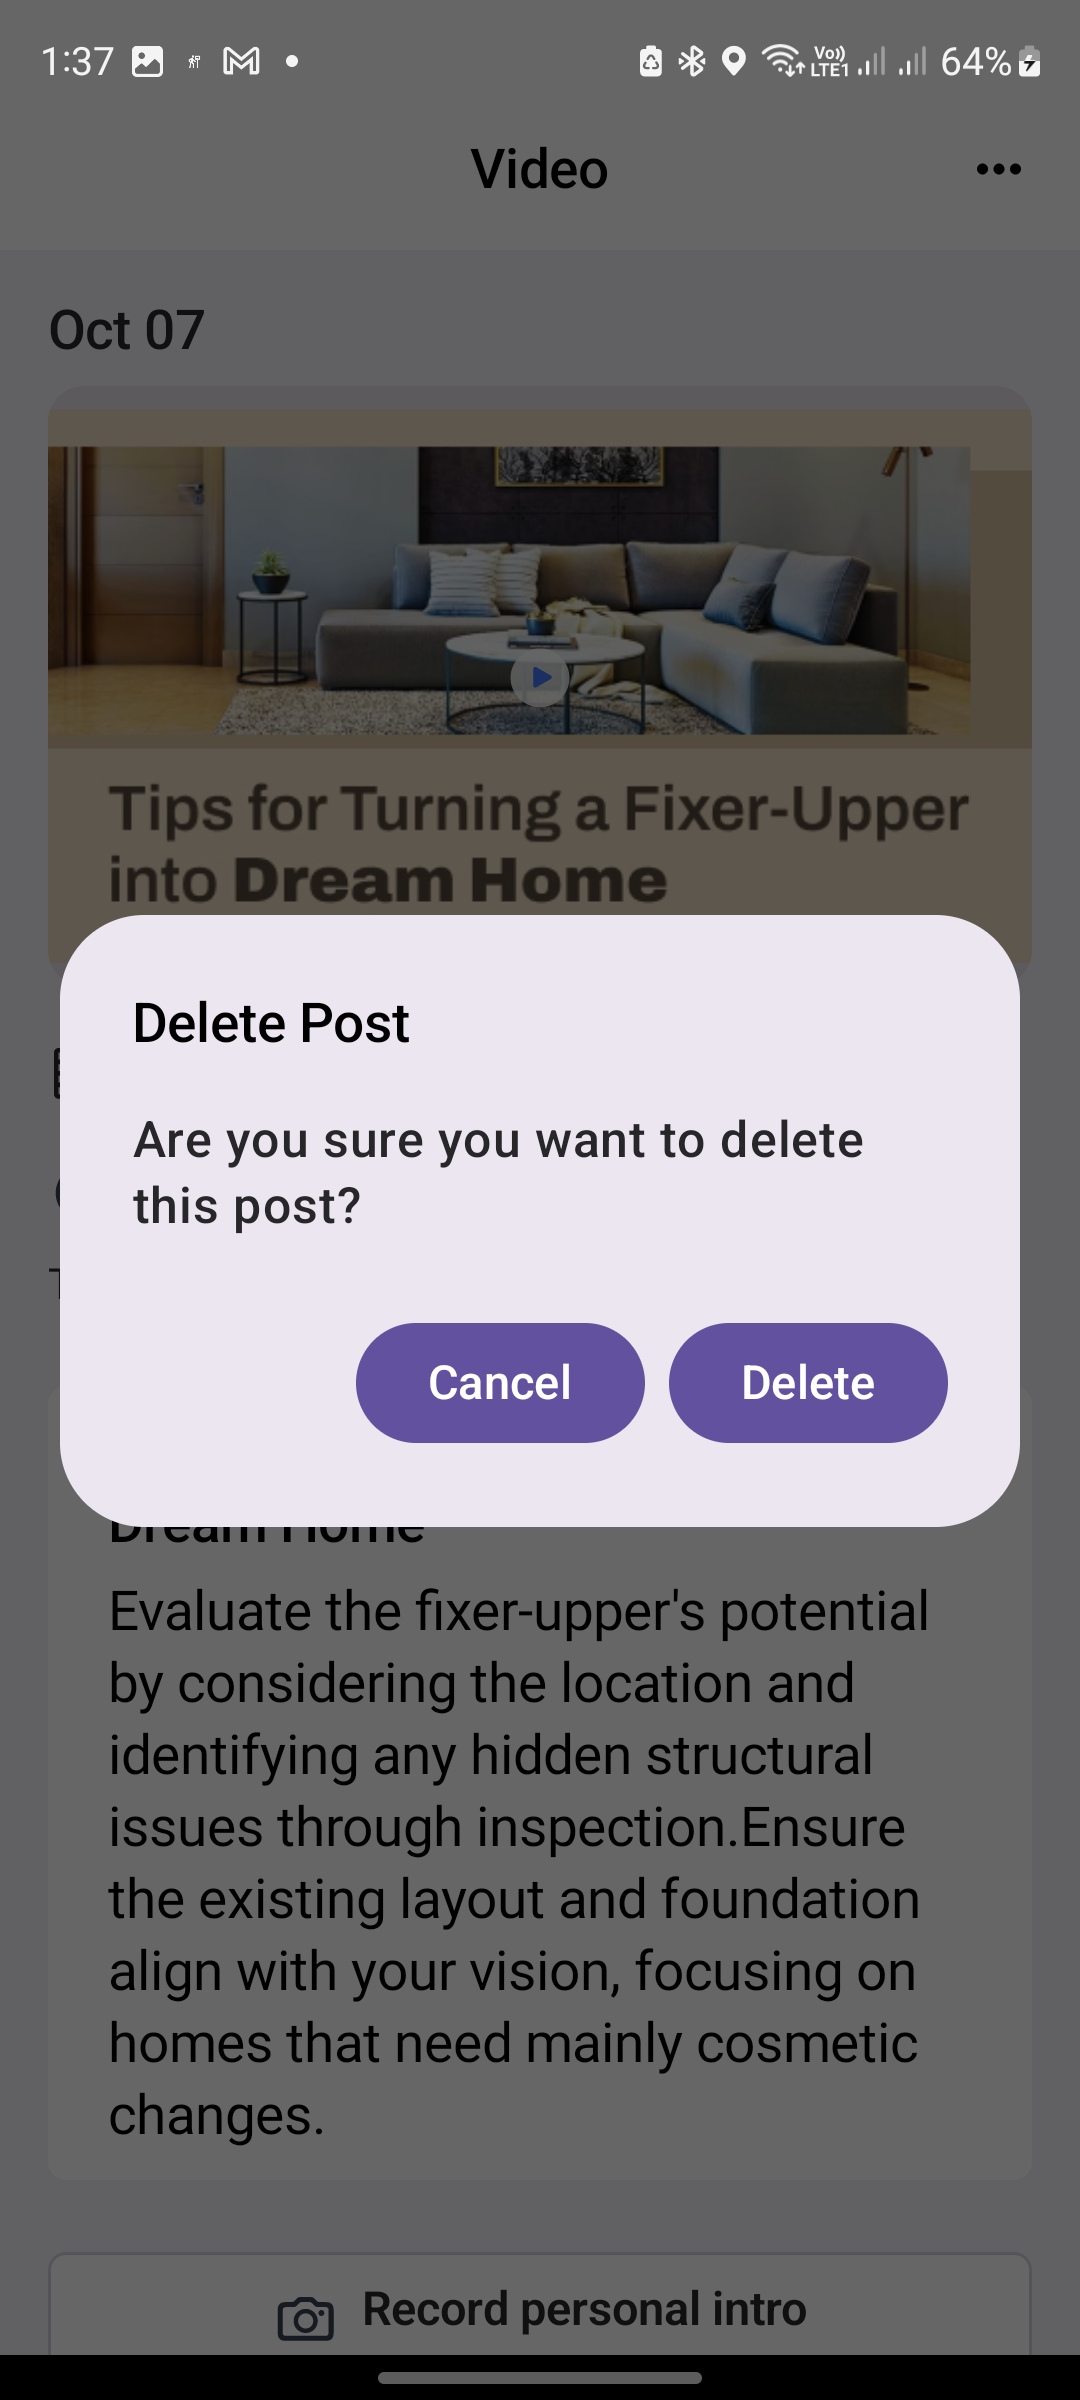 1:37
Vo))
LTE1
64%
Video
Oct 07
Tips for Turning a Fixer-Upper
into Dream Home
Delete Post
Are you sure you want to delete
this post?
Cancel
Delete
Dream Home
Evaluate the fixer-upper's potential
by considering the location and
identifying any hidden structural
issues through inspection.Ensure
the existing layout and foundation
align with your vision, focusing on
homes that need mainly cosmetic
changes.
Record personal intro